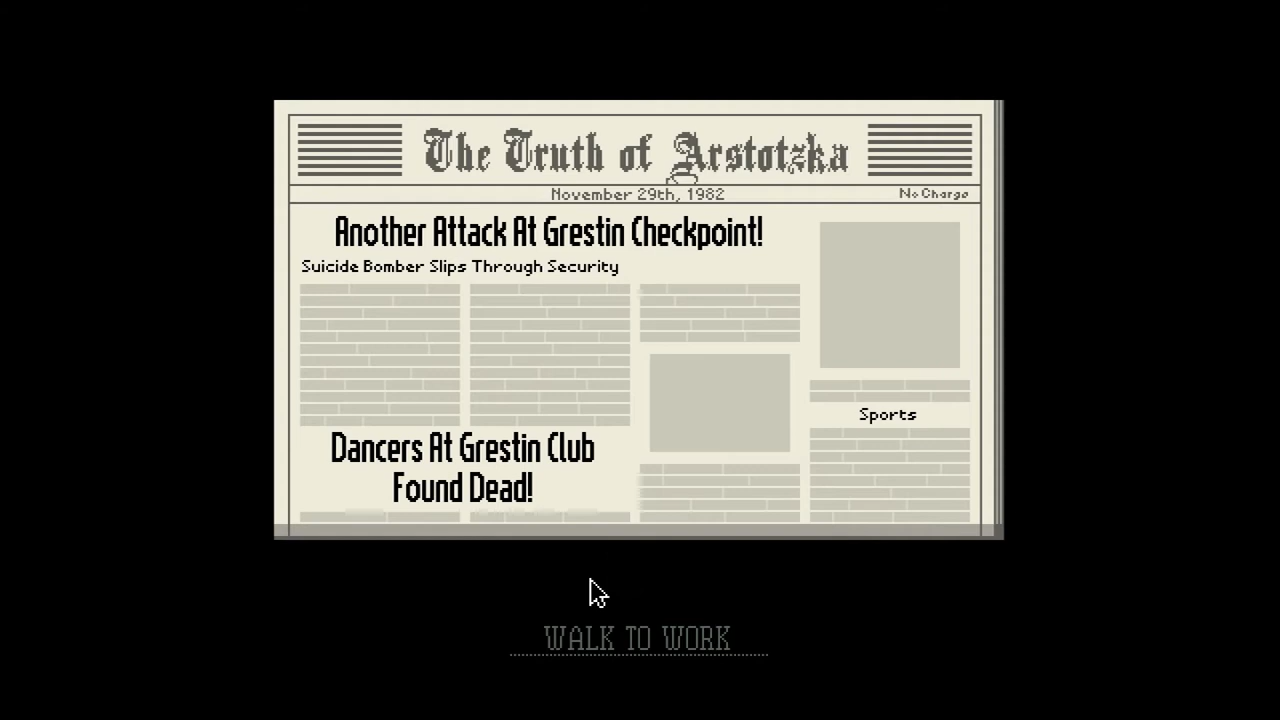 The Truth of Arstotzka
November 29th, 1982
No Charge
Another Attack At Grestin Checkpoint!
Suicide Bomber Slips Through Security
Sports
Dancers At Grestin Club
Found Dead!
WALK TO WORK